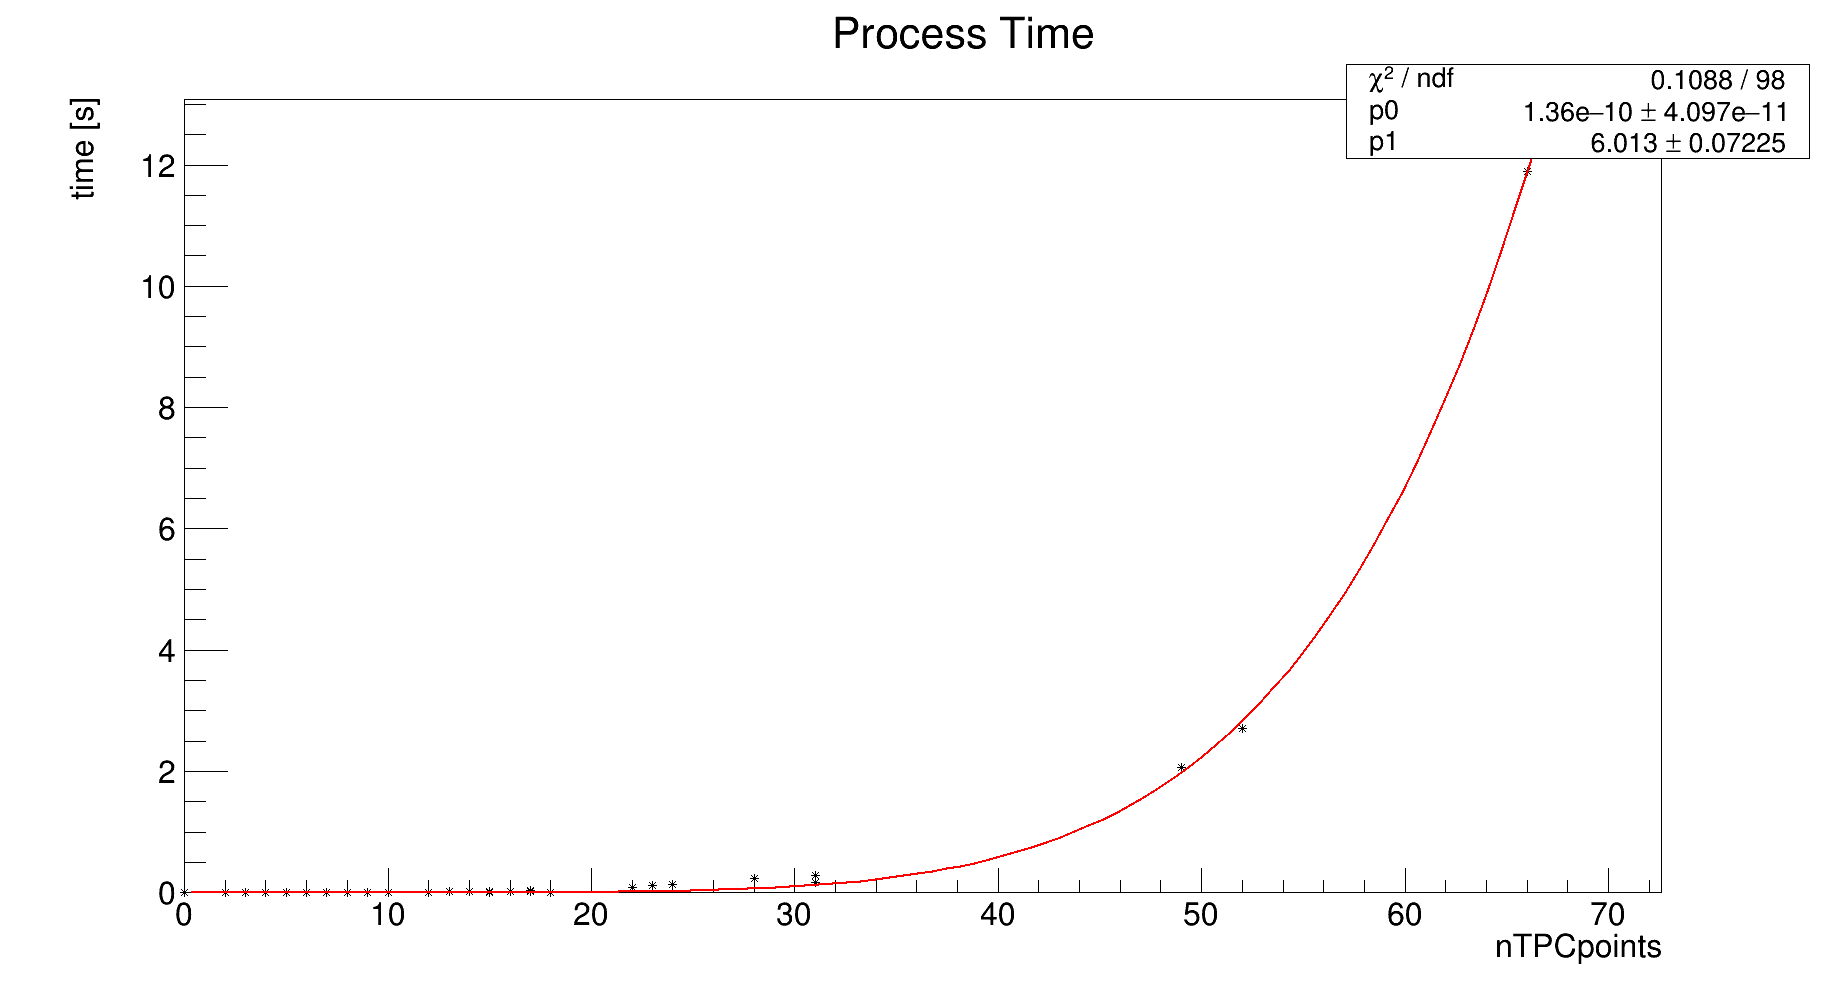 Process Time
χ² / ndf 0.1088 / 98
p0 1.36e–10 ± 4.097e–11
p1 6.013 ± 0.07225
time [s]
12
10
8
6
4
2
0
0 10 20 30 40 50 60 70
nTPCpoints